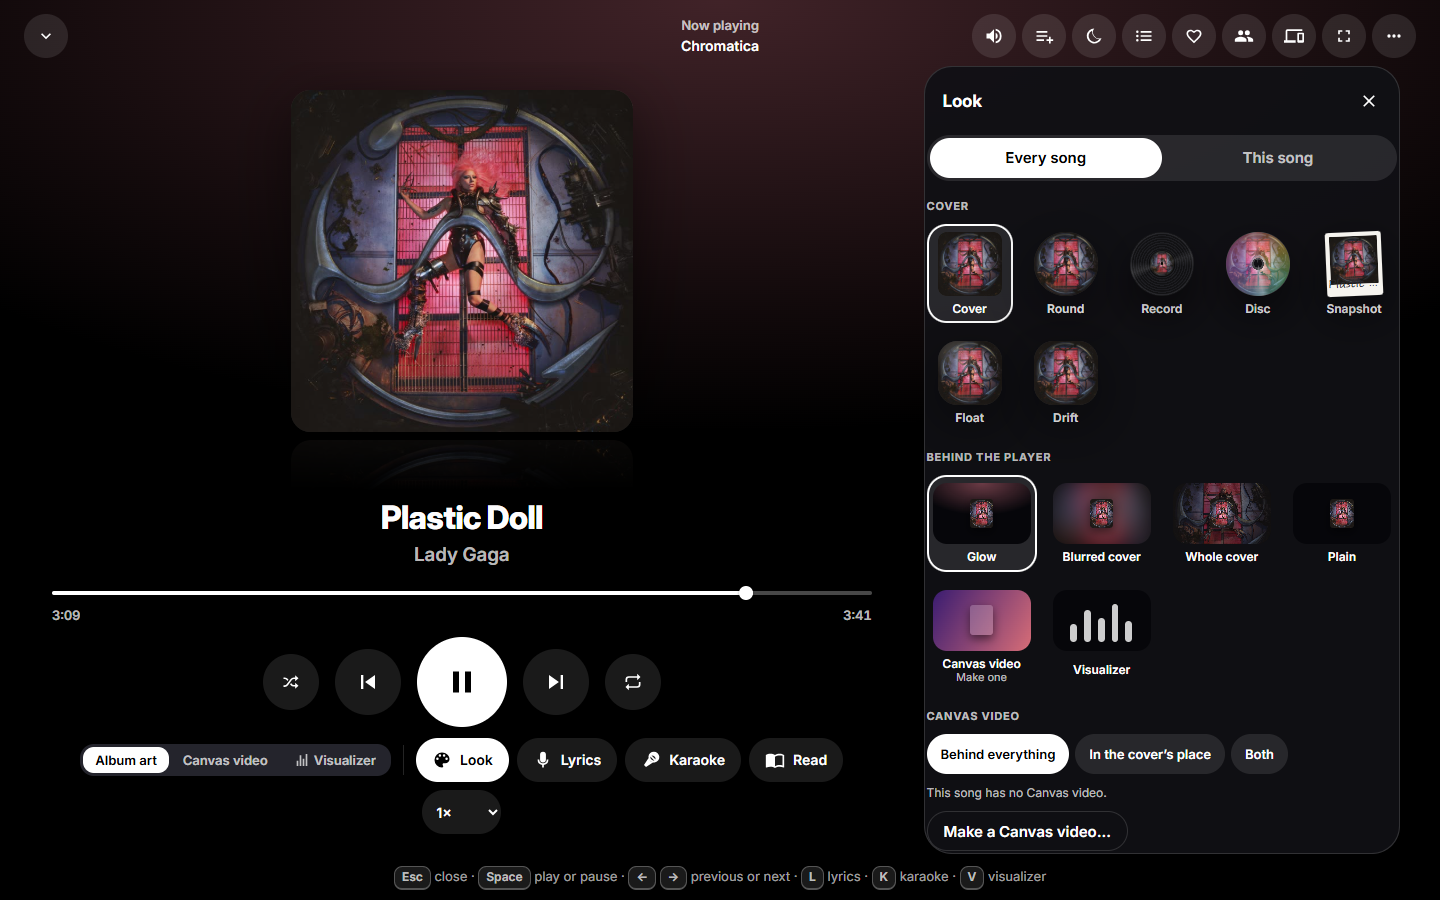 Now playing
Chromatica
Look
Every song
This song
COVER
Cover
Round
Record
Disc
Snapshot
Float
Drift
BEHIND THE PLAYER
Glow
Blurred cover
Whole cover
Plain
Canvas video
Make one
Visualizer
CANVAS VIDEO
Behind everything
In the cover's place
Both
This song has no Canvas video.
Make a Canvas video...
Plastic Doll
Lady Gaga
3:09
3:41
Album art
Canvas video
Visualizer
Look
Lyrics
Karaoke
Read
1×
Esc close · Space play or pause · ← → previous or next · L lyrics · K karaoke · V visualizer